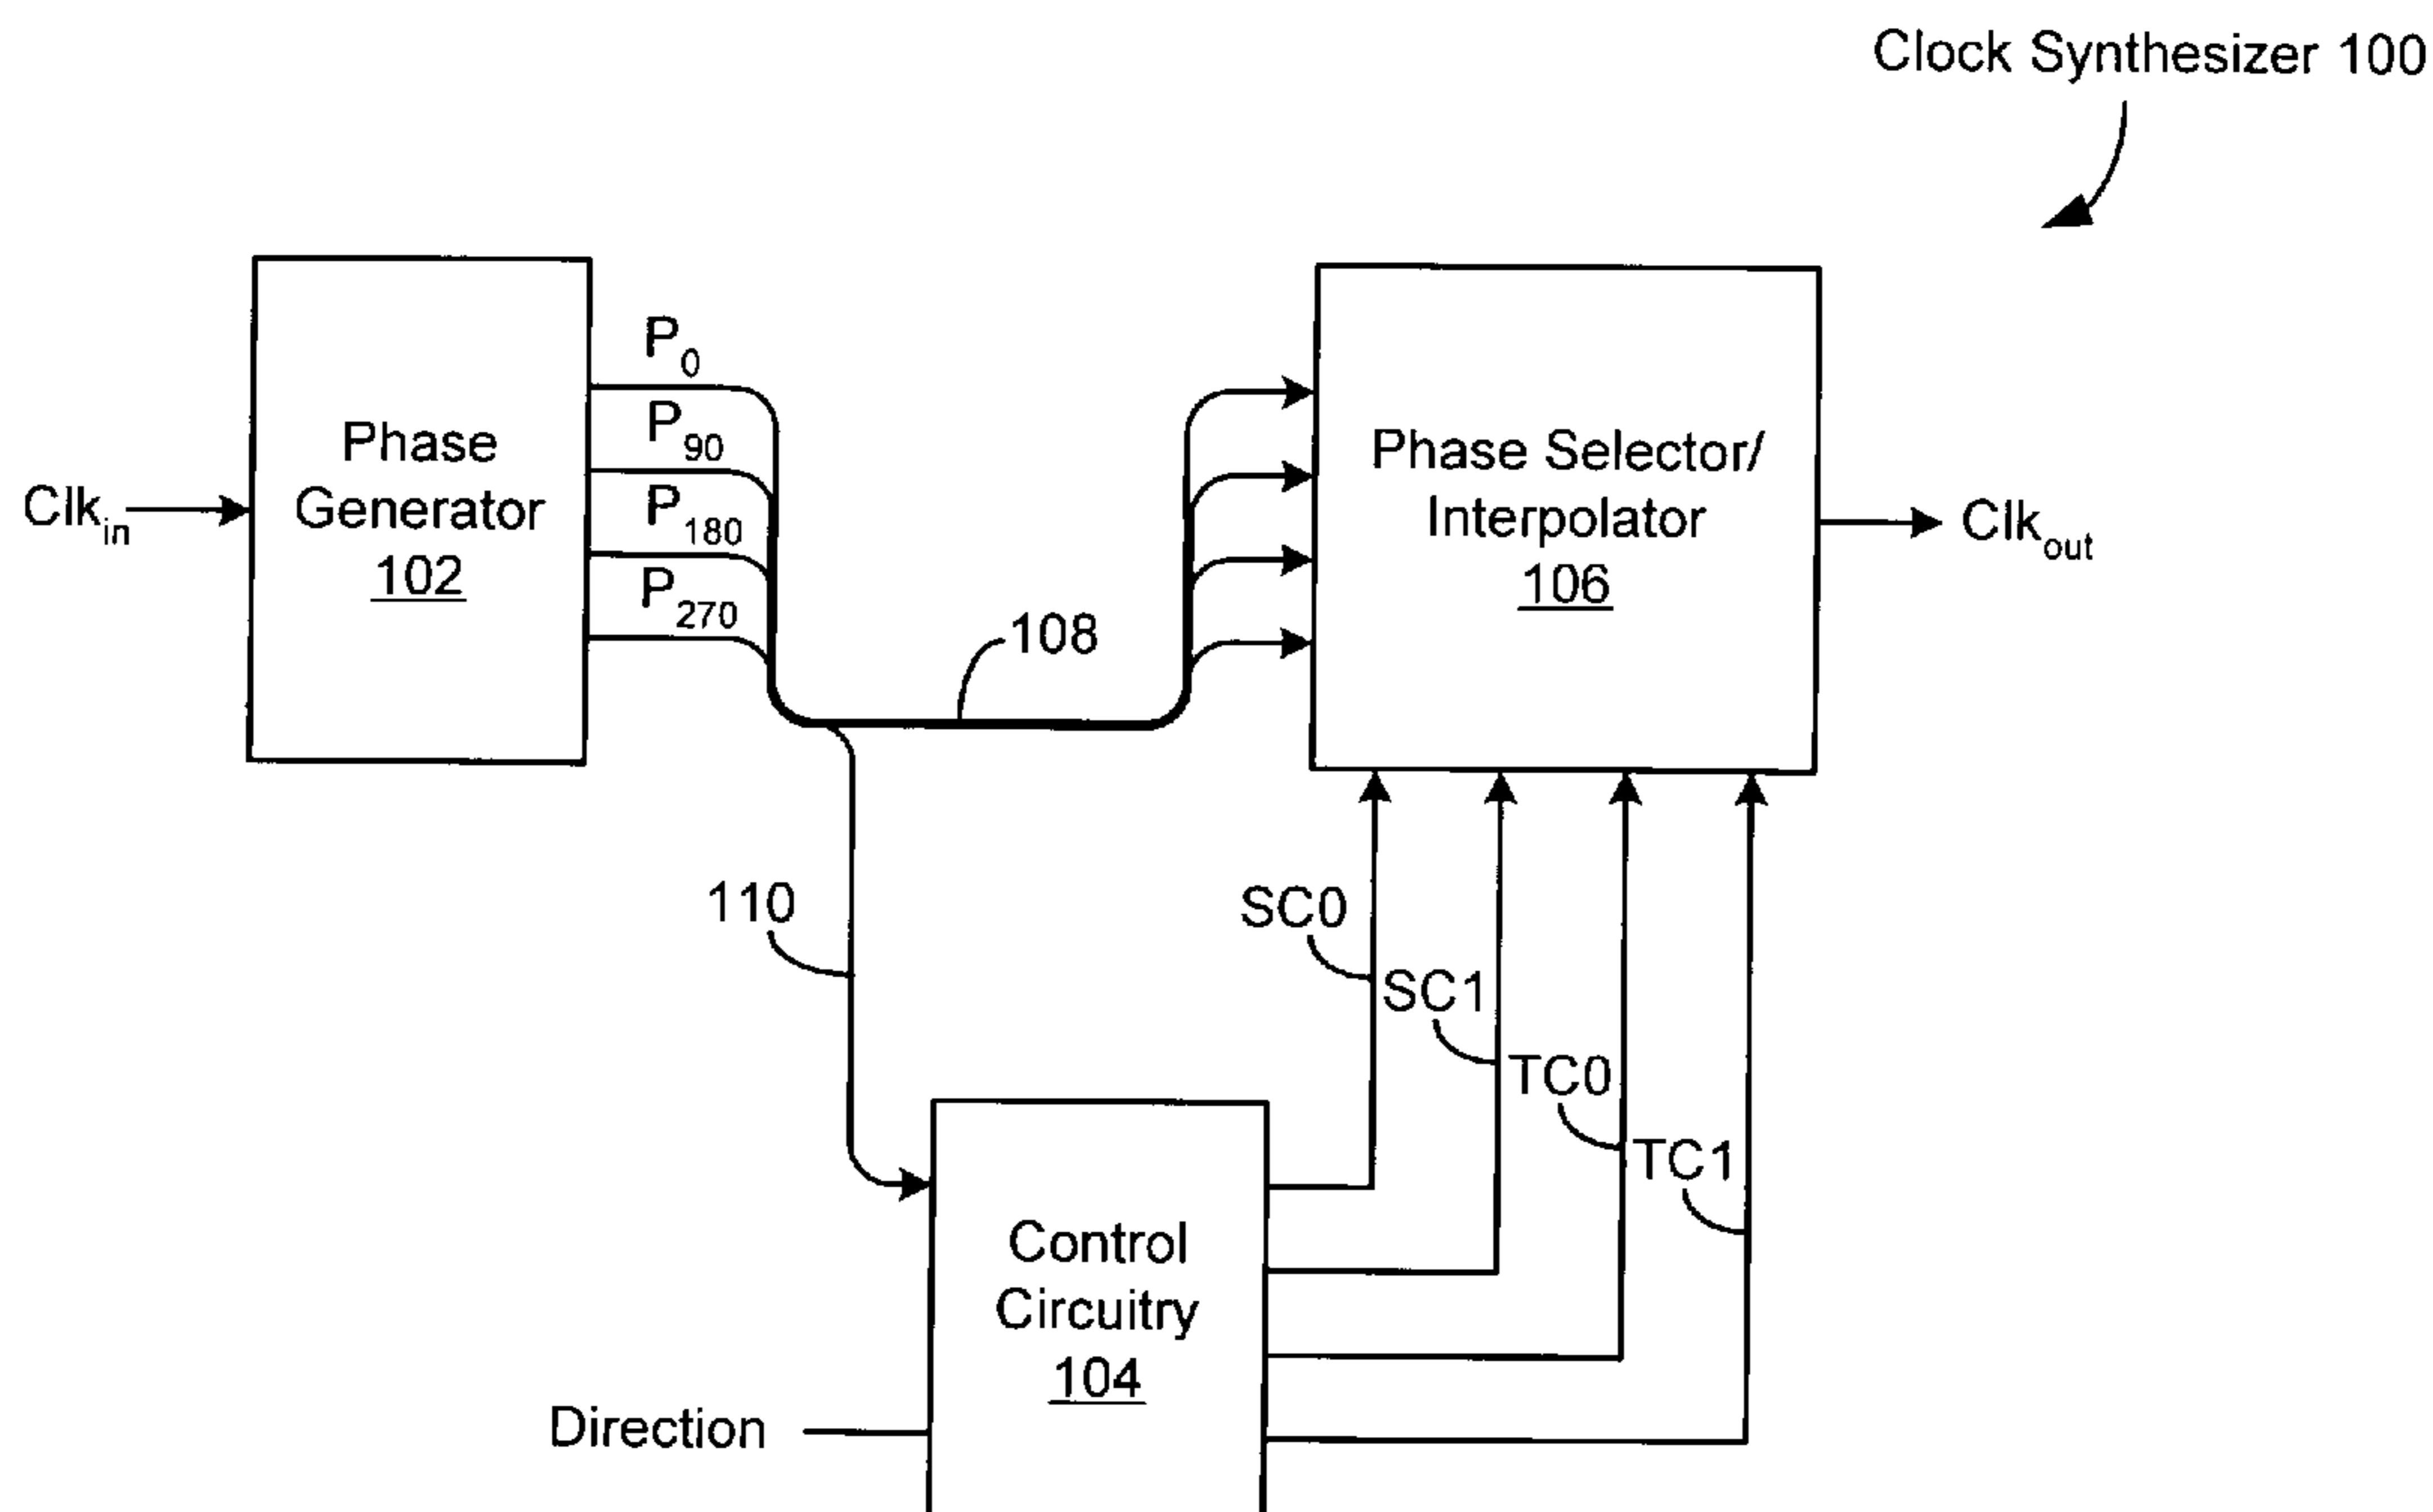 Clock Synthesizer 100
P0
P90
P180
P270
Phase
Generator
102
Clkin
Phase Selector/
Interpolator
106
Clkout
108
110
SC0
SC1
TC0
TC1
Control
Circuitry
104
Direction